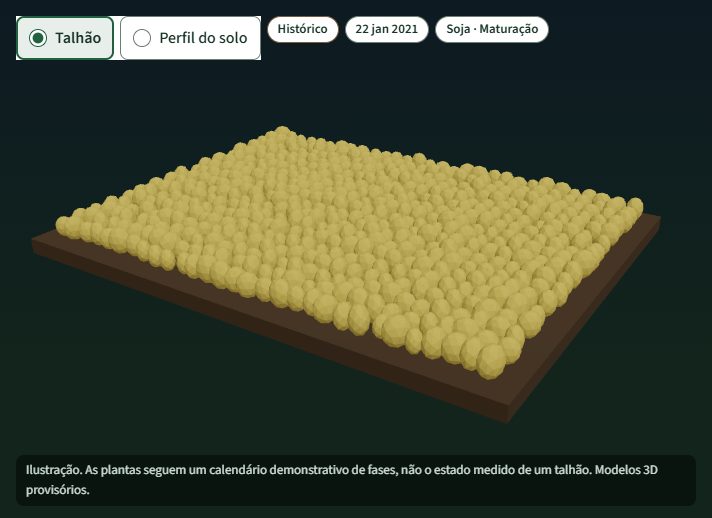 Talhão
Perfil do solo
Histórico
22 jan 2021
Soja · Maturação
Ilustração. As plantas seguem um calendário demonstrativo de fases, não o estado medido de um talhão. Modelos 3D
provisórios.